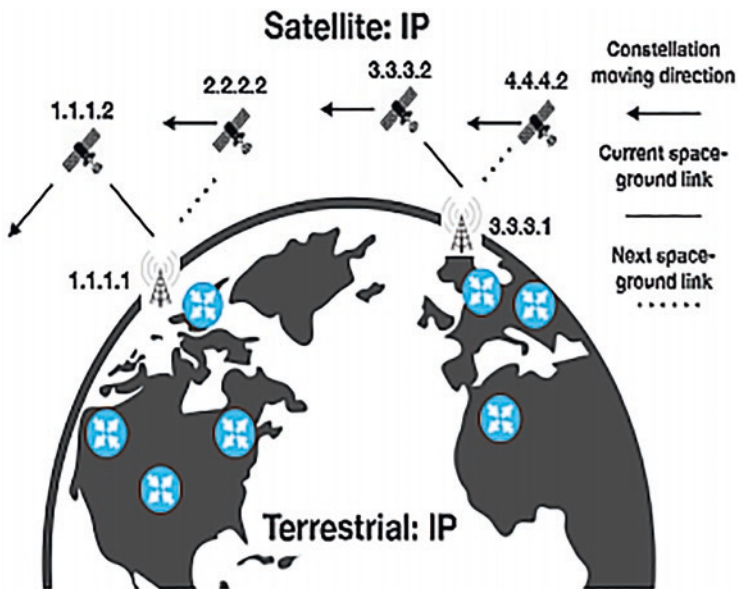 Satellite: IP
1.1.1.2
2.2.2.2
3.3.3.2
4.4.4.2
Constellation
moving direction
Current space-
ground link
Next space-
ground link
1.1.1.1
3.3.3.1
Terrestrial: IP